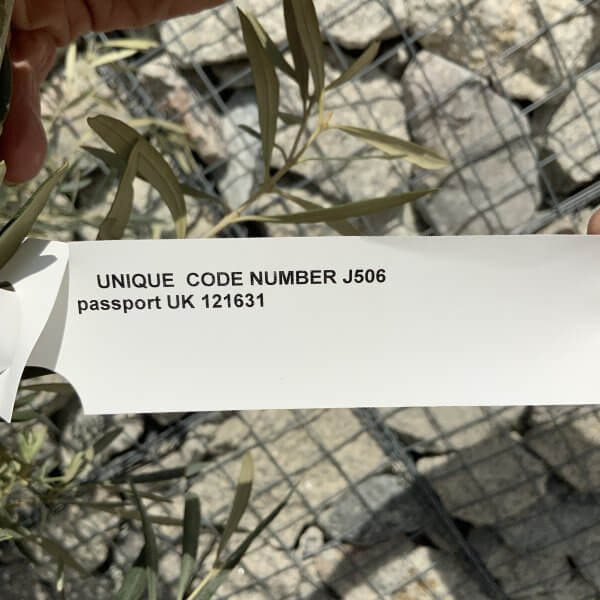 UNIQUE  CODE NUMBER J506
passport UK 121631